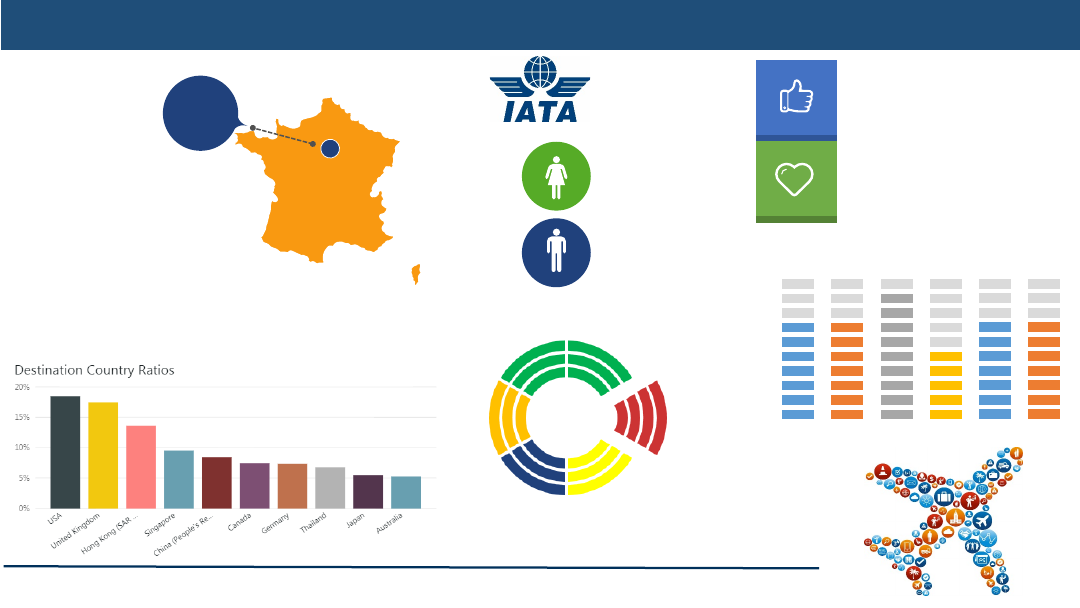 IATA
Destination Country Ratios
20%
15%
10%
5%
0%
USA
United Kingdom
Hong Kong (SAR...
Singapore
China (People's Re...
Canada
Germany
Thailand
Japan
Australia